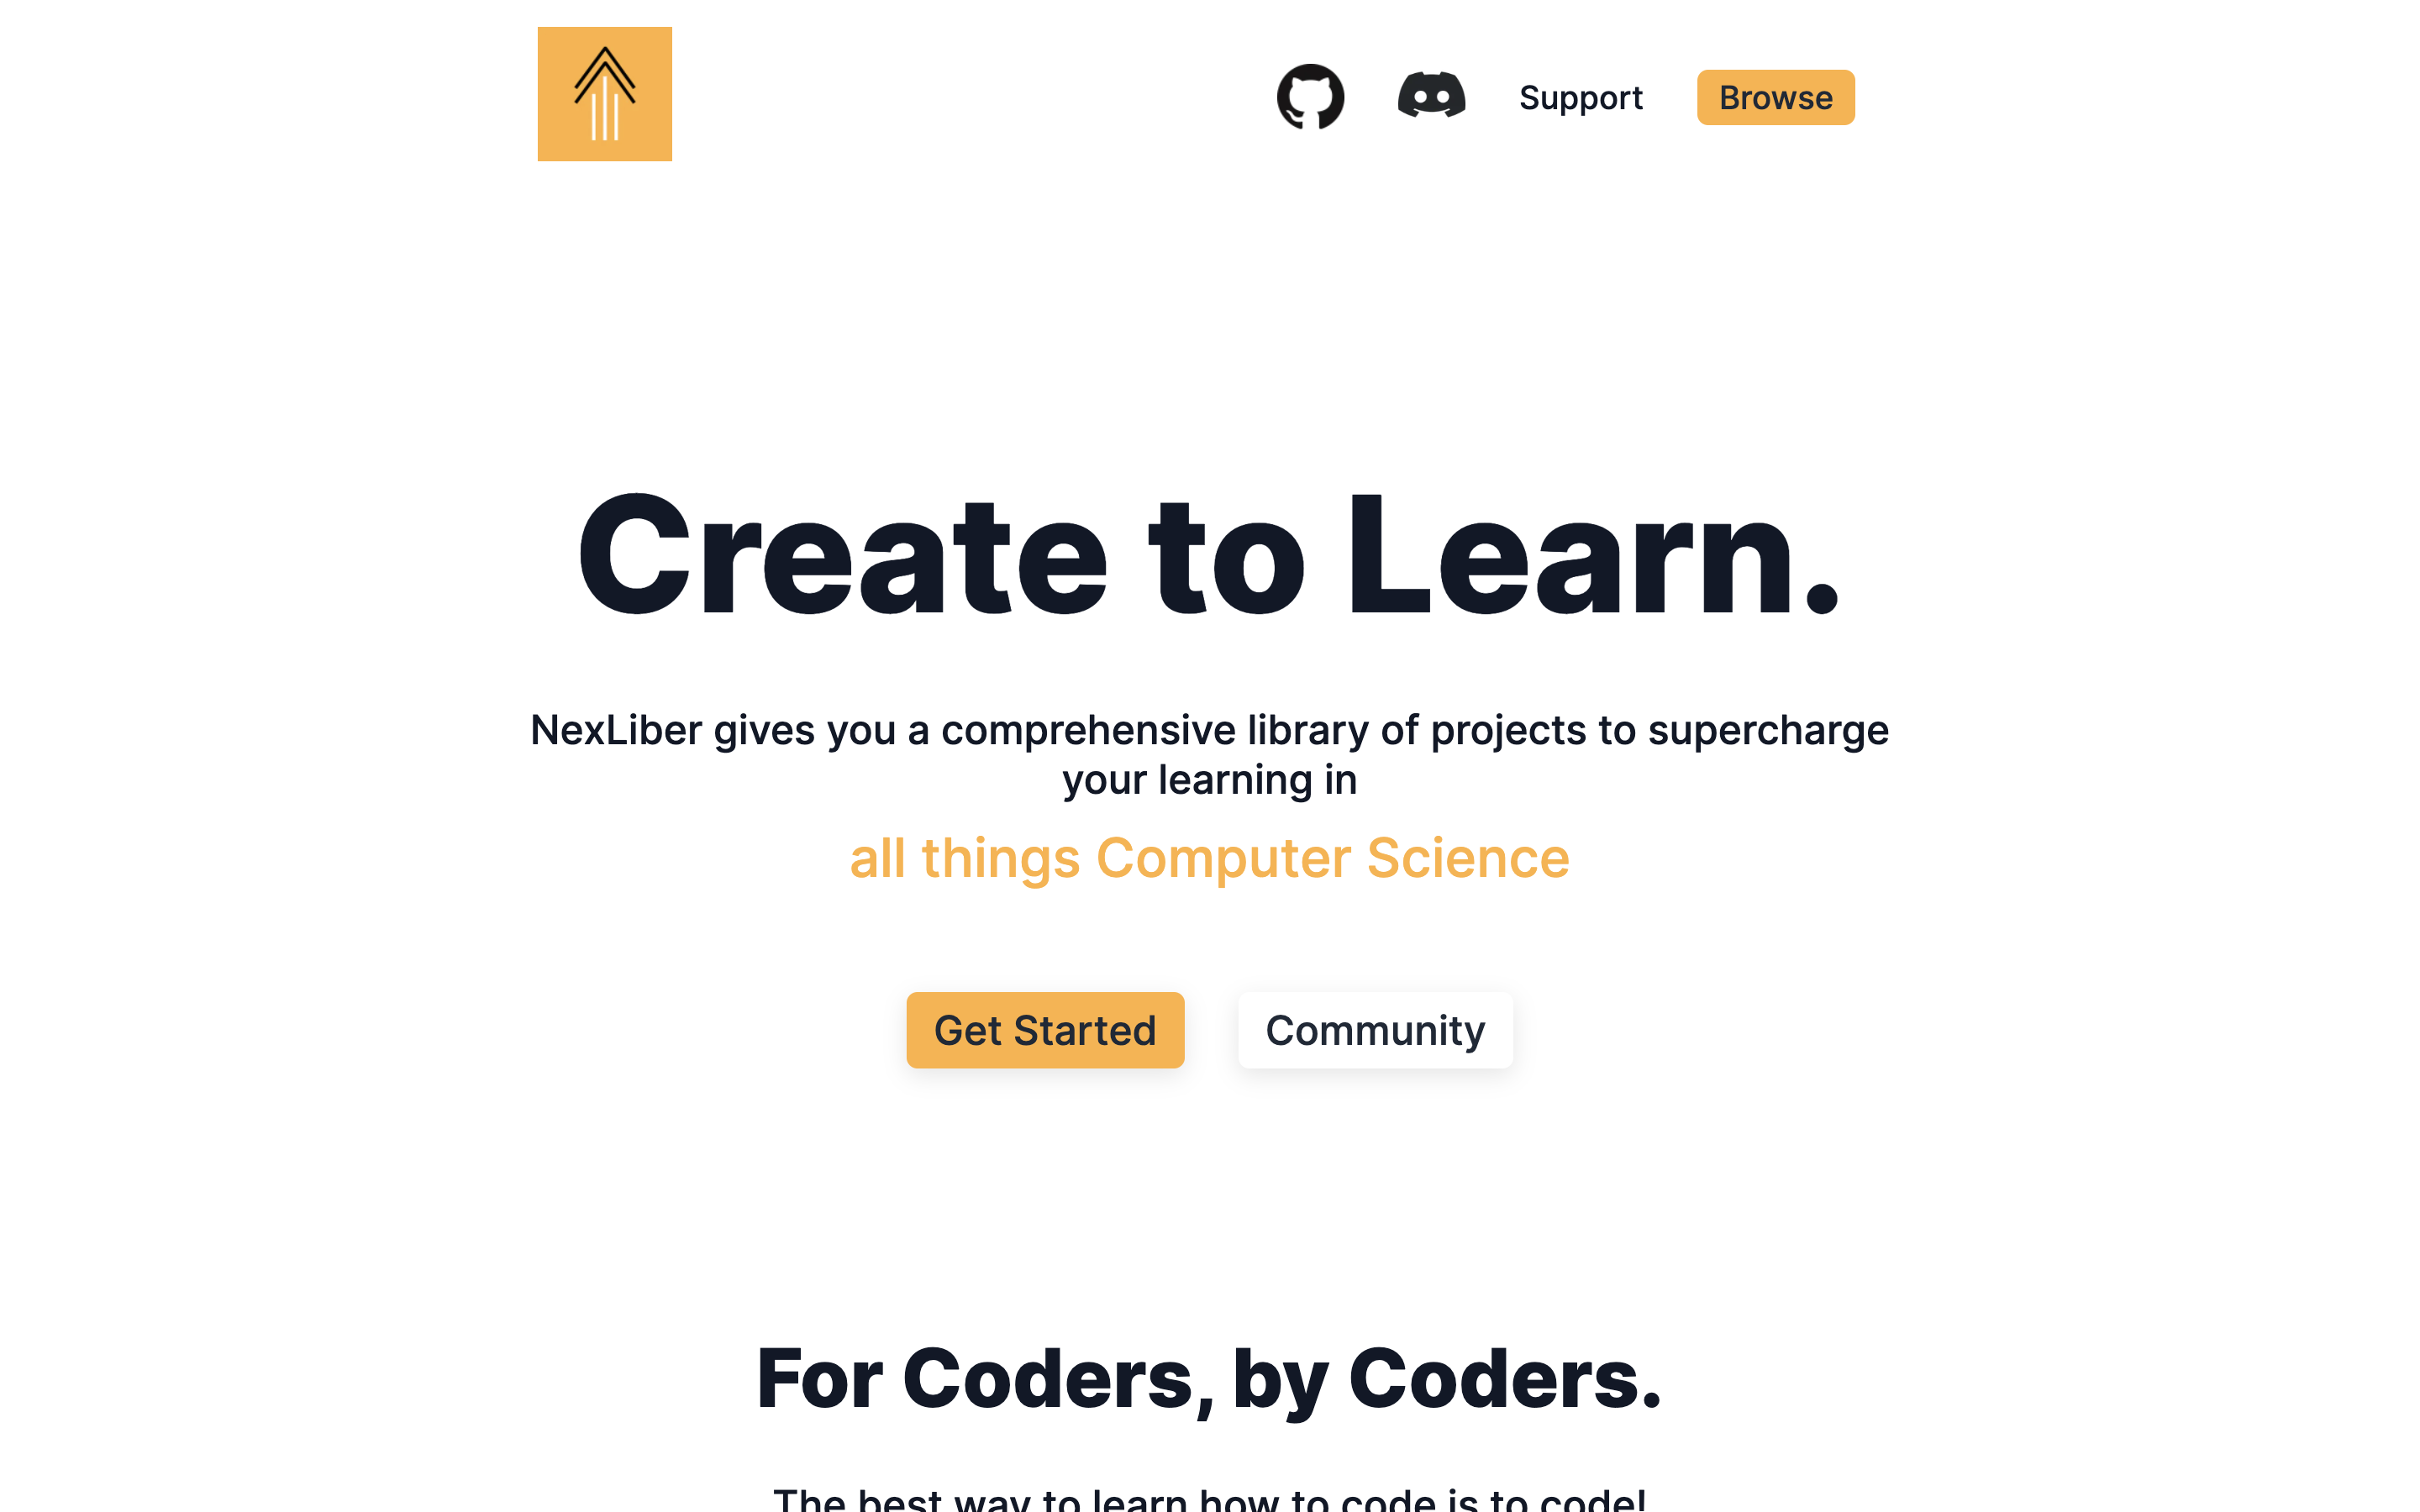 Support
Browse
Create to Learn.
NexLiber gives you a comprehensive library of projects to supercharge
your learning in
all things Computer Science
Get Started
Community
For Coders, by Coders.
The best way to learn how to code is to code!